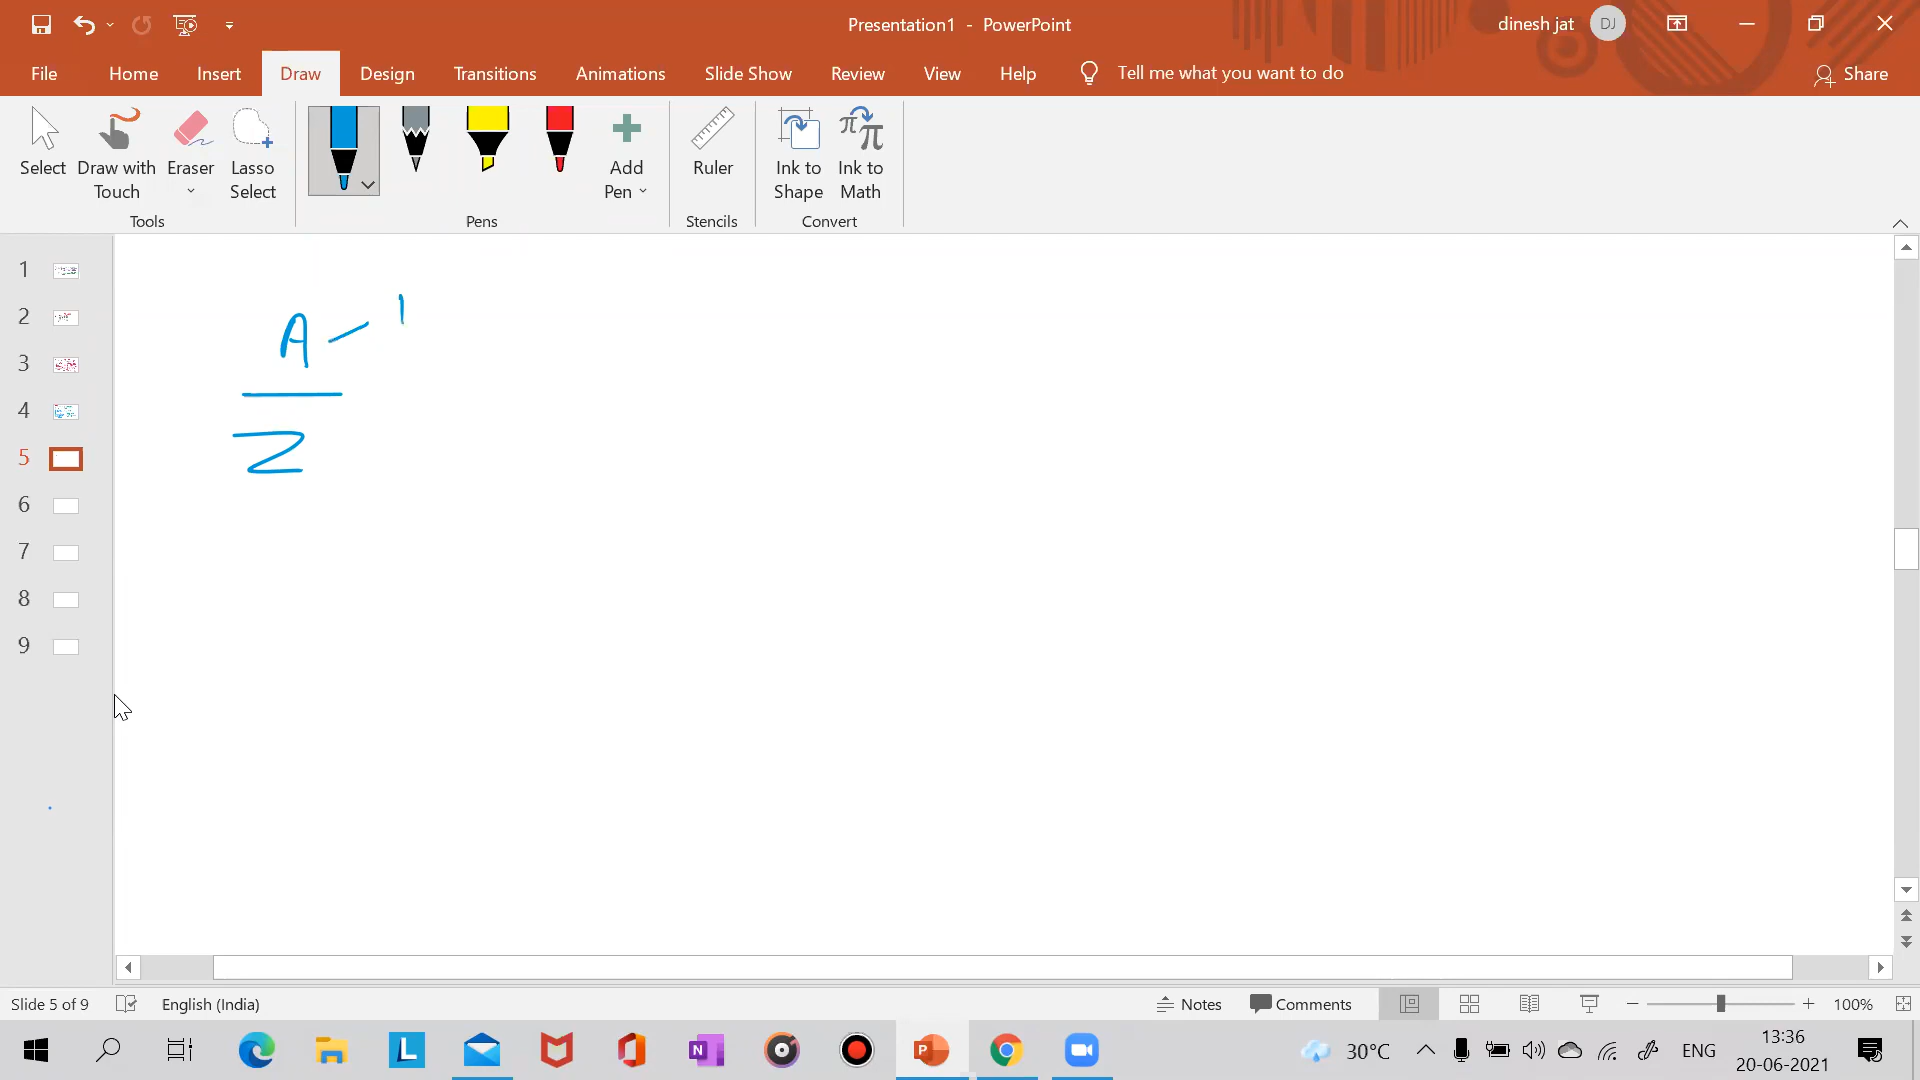 Presentation1 - PowerPoint
dinesh jat
DJ
File
Home
Insert
Draw
Design
Transitions
Animations
Slide Show
Review
View
Help
Tell me what you want to do
Share
Select
Draw with
Touch
Eraser
Lasso
Select
Add
Pen
Ruler
Ink to
Shape
Ink to
Math
Tools
Pens
Stencils
Convert
1
2
3
4
5
6
7
8
9
A – 1
Z
Slide 5 of 9
English (India)
Notes
Comments
100%
30°C
ENG
13:36
20-06-2021